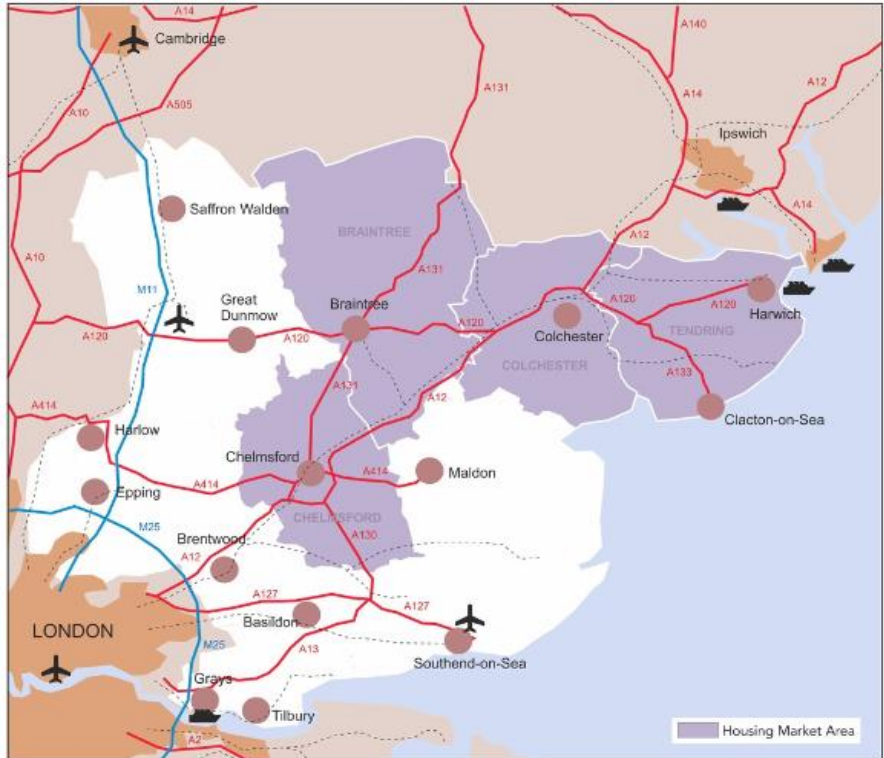 A14
A140
Cambridge
A12
A10
A505
A131
A14
Ipswich
A14
Saffron Walden
BRAINTREE
A12
A10
A131
M11
Great
Dunmow
Braintree
A120
A120
Harwich
A120
A120
A120
Colchester
TENDRING
COLCHESTER
A133
A131
A12
A414
Clacton-on-Sea
Harlow
Chelmsford
A414
Maldon
A414
Epping
M25
CHELMSFORD
Brentwood
A130
A12
A127
A127
Basildon
LONDON
M25
A13
Southend-on-Sea
Grays
Tilbury
A2
Housing Market Area